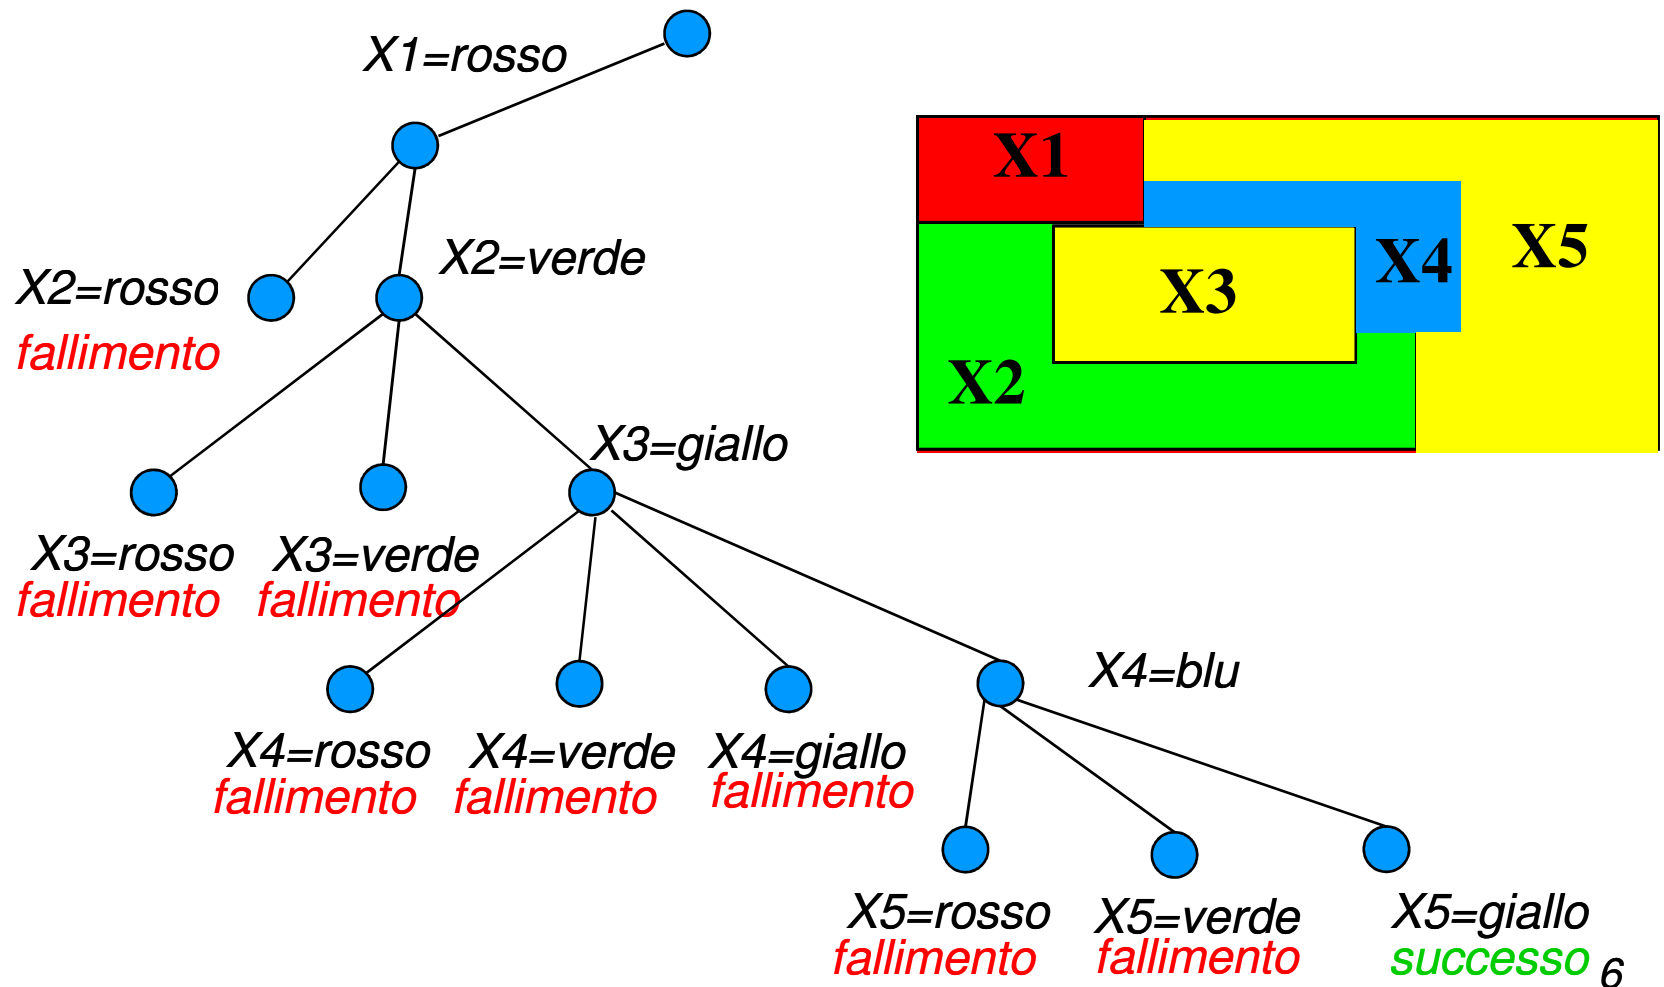 X1=rosso
X1
X2=rosso
fallimento
X2=verde
X3
X4
X5
X2
X3=giallo
X3=rosso
fallimento
X3=verde
fallimento
X4=blu
X4=rosso
fallimento
X4=verde
fallimento
X4=giallo
fallimento
X5=rosso
fallimento
X5=verde
fallimento
X5=giallo
successo
6